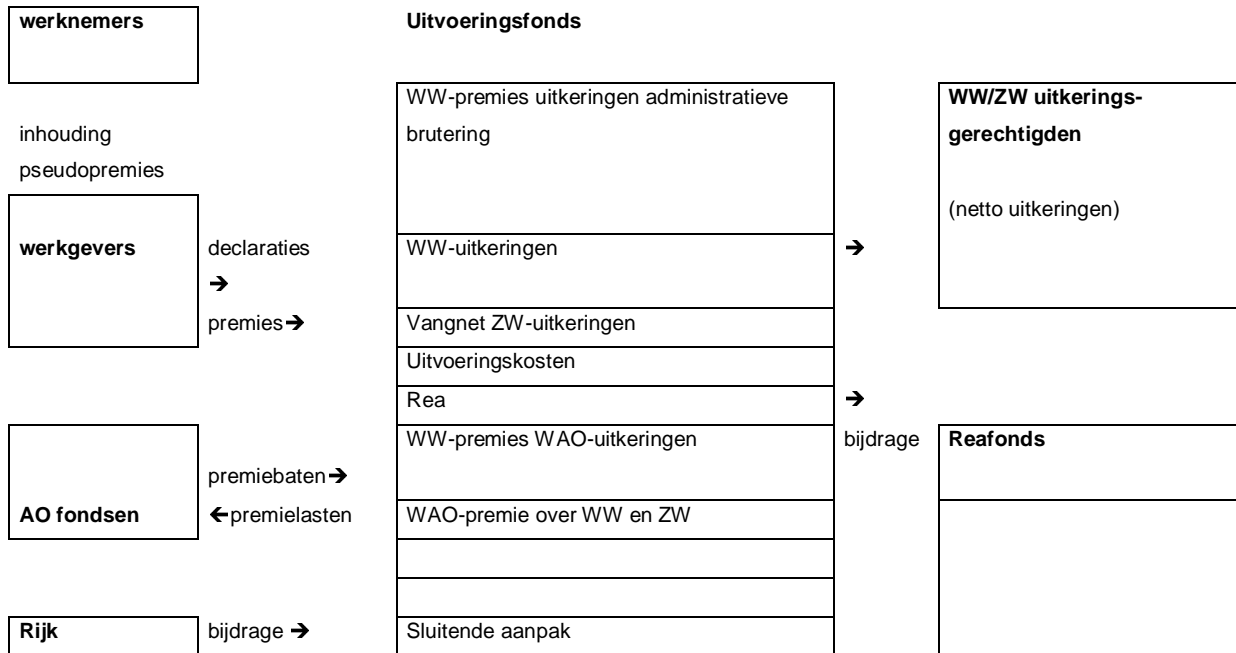 werknemers
Uitvoeringsfonds
WW-premies uitkeringen administratieve
brutering
WW/ZW uitkerings-
gerechtigden
inhouding
pseudopremies
(netto uitkeringen)
werkgevers
declaraties
➔
WW-uitkeringen
➔
premies➔
Vangnet ZW-uitkeringen
Uitvoeringskosten
Rea
➔
WW-premies WAO-uitkeringen
bijdrage
Reafonds
premiebaten➔
AO fondsen
🡸premielasten
WAO-premie over WW en ZW
Rijk
bijdrage ➔
Sluitende aanpak